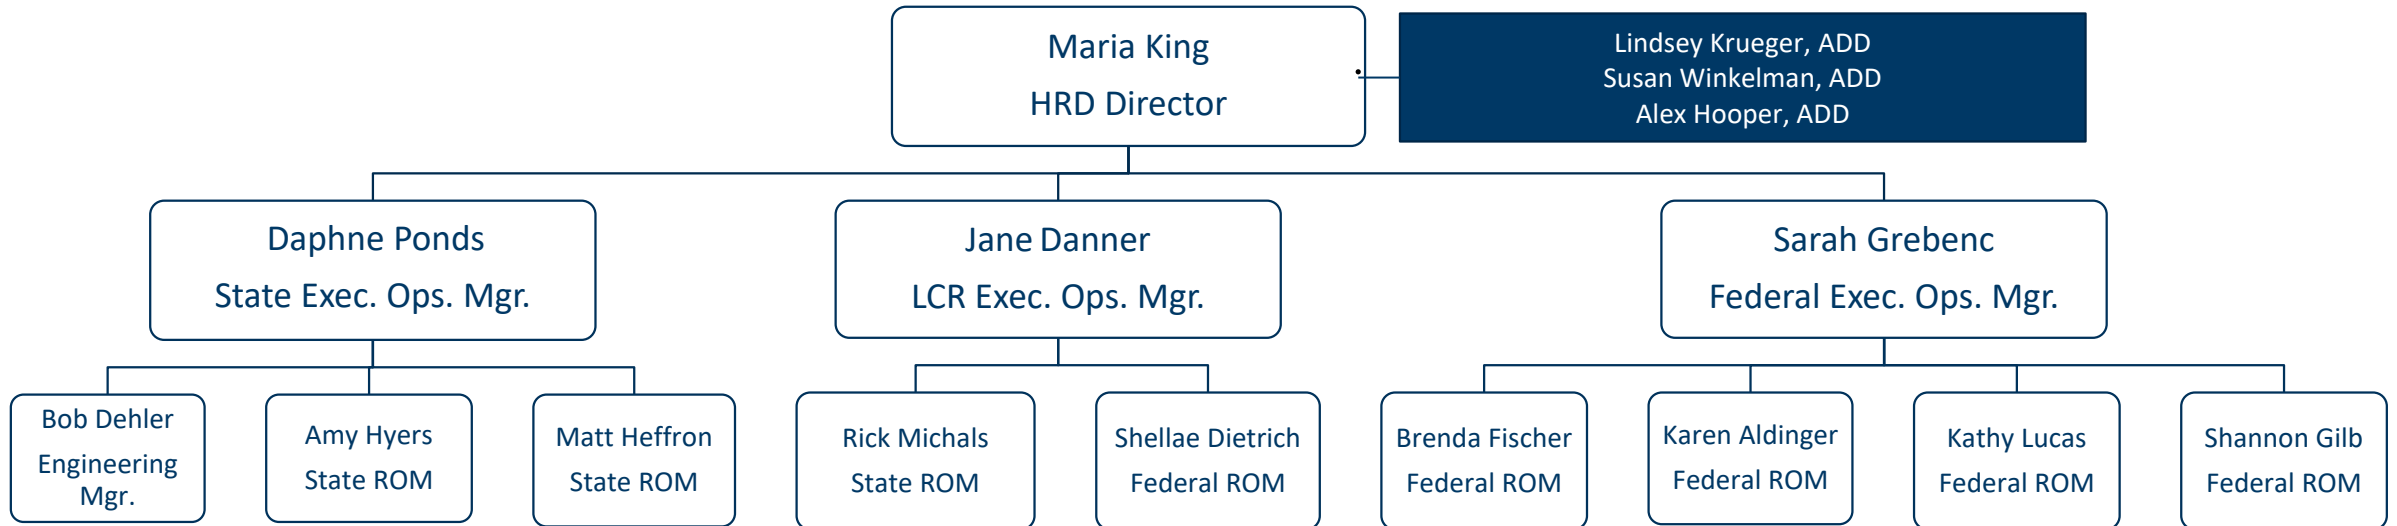 Maria King
HRD Director
Lindsey Krueger, ADD
Susan Winkelman, ADD
Alex Hooper, ADD
Daphne Ponds
State Exec. Ops. Mgr.
Jane Danner
LCR Exec. Ops. Mgr.
Sarah Grebenc
Federal Exec. Ops. Mgr.
Bob Dehler
Engineering
Mgr.
Amy Hyers
State ROM
Matt Heffron
State ROM
Rick Michals
State ROM
Shellae Dietrich
Federal ROM
Brenda Fischer
Federal ROM
Karen Aldinger
Federal ROM
Kathy Lucas
Federal ROM
Shannon Gilb
Federal ROM